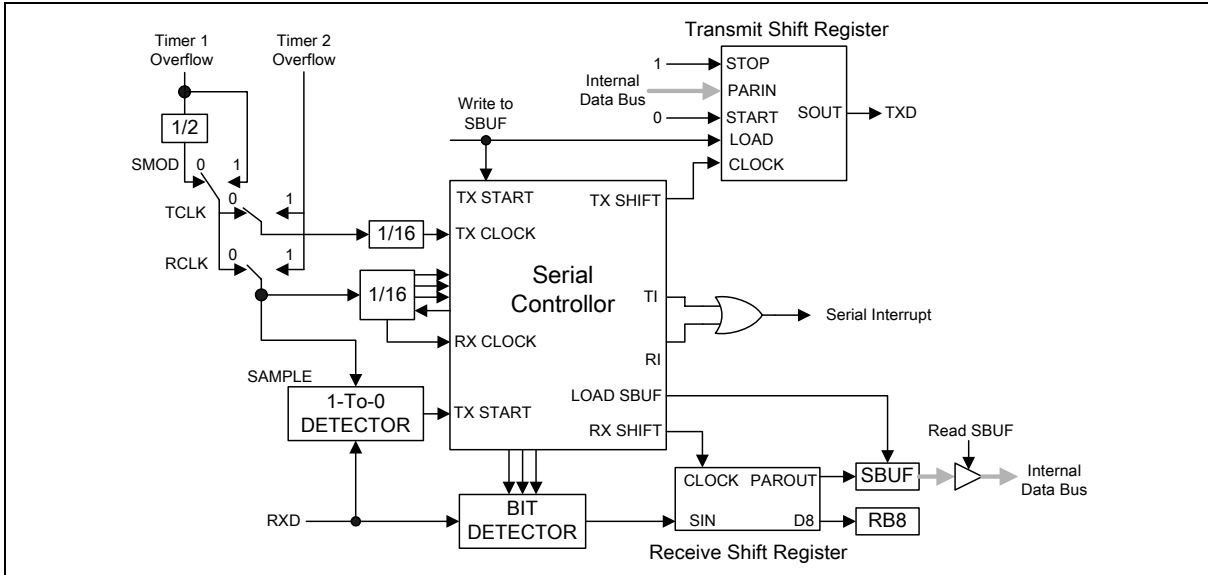 Transmit Shift Register
Timer 1
Overflow
Timer 2
Overflow
1
STOP
Internal
Data Bus
PARIN
0
START
SOUT
TXD
LOAD
CLOCK
Write to
SBUF
1/2
SMOD
0
1
TCLK
0
1
RCLK
0
1
1/16
1/16
TX START
TX SHIFT
TX CLOCK
Serial
Controllor
TI
RI
Serial Interrupt
RX CLOCK
SAMPLE
1-To-0
DETECTOR
TX START
LOAD SBUF
RX SHIFT
Read SBUF
CLOCK
PAROUT
SBUF
Internal
Data Bus
RXD
BIT
DETECTOR
SIN
D8
RB8
Receive Shift Register